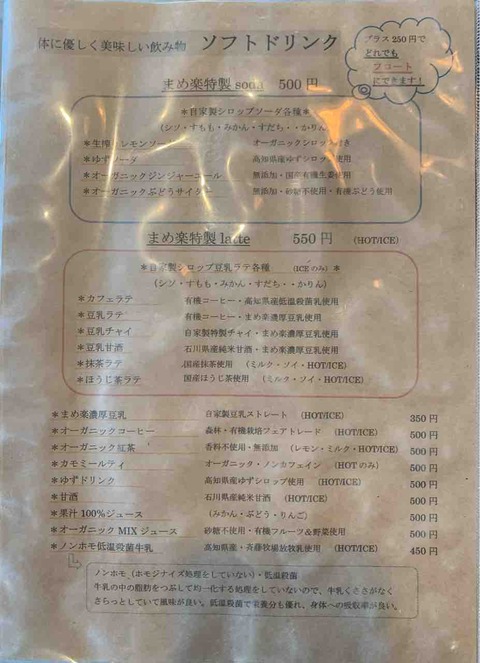 体に優しく美味しい飲み物　ソフトドリンク
プラス250円で
どれでも
フロート
にできます！
まめ楽特製 soda　500円
＊自家製シロップソーダ各種＊
（シソ・すもも・みかん・すだち・・かりん）
＊生搾りレモンソーダ　オーガニックシロップ付き
＊ゆずソーダ　高知県産ゆずシロップ使用
＊オーガニックジンジャーエール　無添加・国産有機生姜使用
＊オーガニックぶどうサイダー　無添加・砂糖不使用・有機ぶどう使用
まめ楽特製 latte　550円　（HOT/ICE）
＊自家製シロップ豆乳ラテ各種　（ICEのみ）＊
（シソ・すもも・みかん・すだち・・かりん）
＊カフェラテ　有機コーヒー・高知県産低温殺菌乳使用
＊豆乳ラテ　有機コーヒー・まめ楽濃厚豆乳使用
＊豆乳チャイ　自家製特製チャイ・まめ楽濃厚豆乳使用
＊豆乳甘酒　石川県産純米甘酒・まめ楽濃厚豆乳使用
＊抹茶ラテ　国産抹茶使用　（ミルク・ソイ・HOT/ICE）
＊ほうじ茶ラテ　国産ほうじ茶使用　（ミルク・ソイ・HOT/ICE）
＊まめ楽濃厚豆乳　自家製豆乳ストレート　（HOT/ICE）　350円
＊オーガニックコーヒー　森林・有機栽培フェアトレード　（HOT/ICE）　500円
＊オーガニック紅茶　香料不使用・無添加　（レモン・ミルク・HOT/ICE）　500円
＊カモミールティ　オーガニック・ノンカフェイン　（HOTのみ）　500円
＊ゆずドリンク　高知県産ゆずシロップ使用　（HOT/ICE）　500円
＊甘酒　石川県産純米甘酒　（HOT/ICE）　500円
＊果汁100%ジュース　（みかん・ぶどう・りんご）　500円
＊オーガニックMIXジュース　砂糖不使用・有機フルーツ＆野菜使用　500円
＊ノンホモ低温殺菌牛乳　高知県産・斉藤牧場放牧乳使用　（HOT/ICE）　450円
ノンホモ（ホモジナイズ処理をしていない）・低温殺菌
牛乳の中の脂肪をつぶして均一化する処理をしていないので、牛乳くささがなく
さらっとしていて風味が良い。低温殺菌で栄養分も優れ、身体への吸収率が良い。